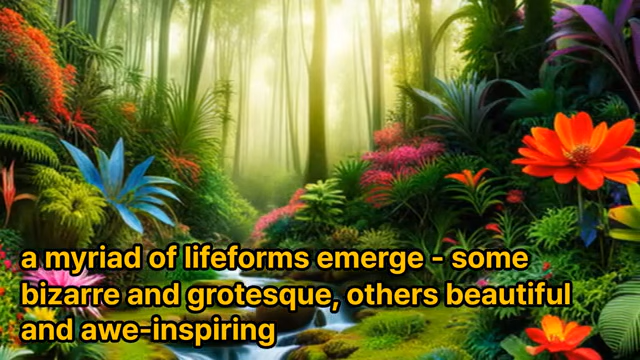 a myriad of lifeforms emerge - some
bizarre and grotesque, others beautiful
and awe-inspiring